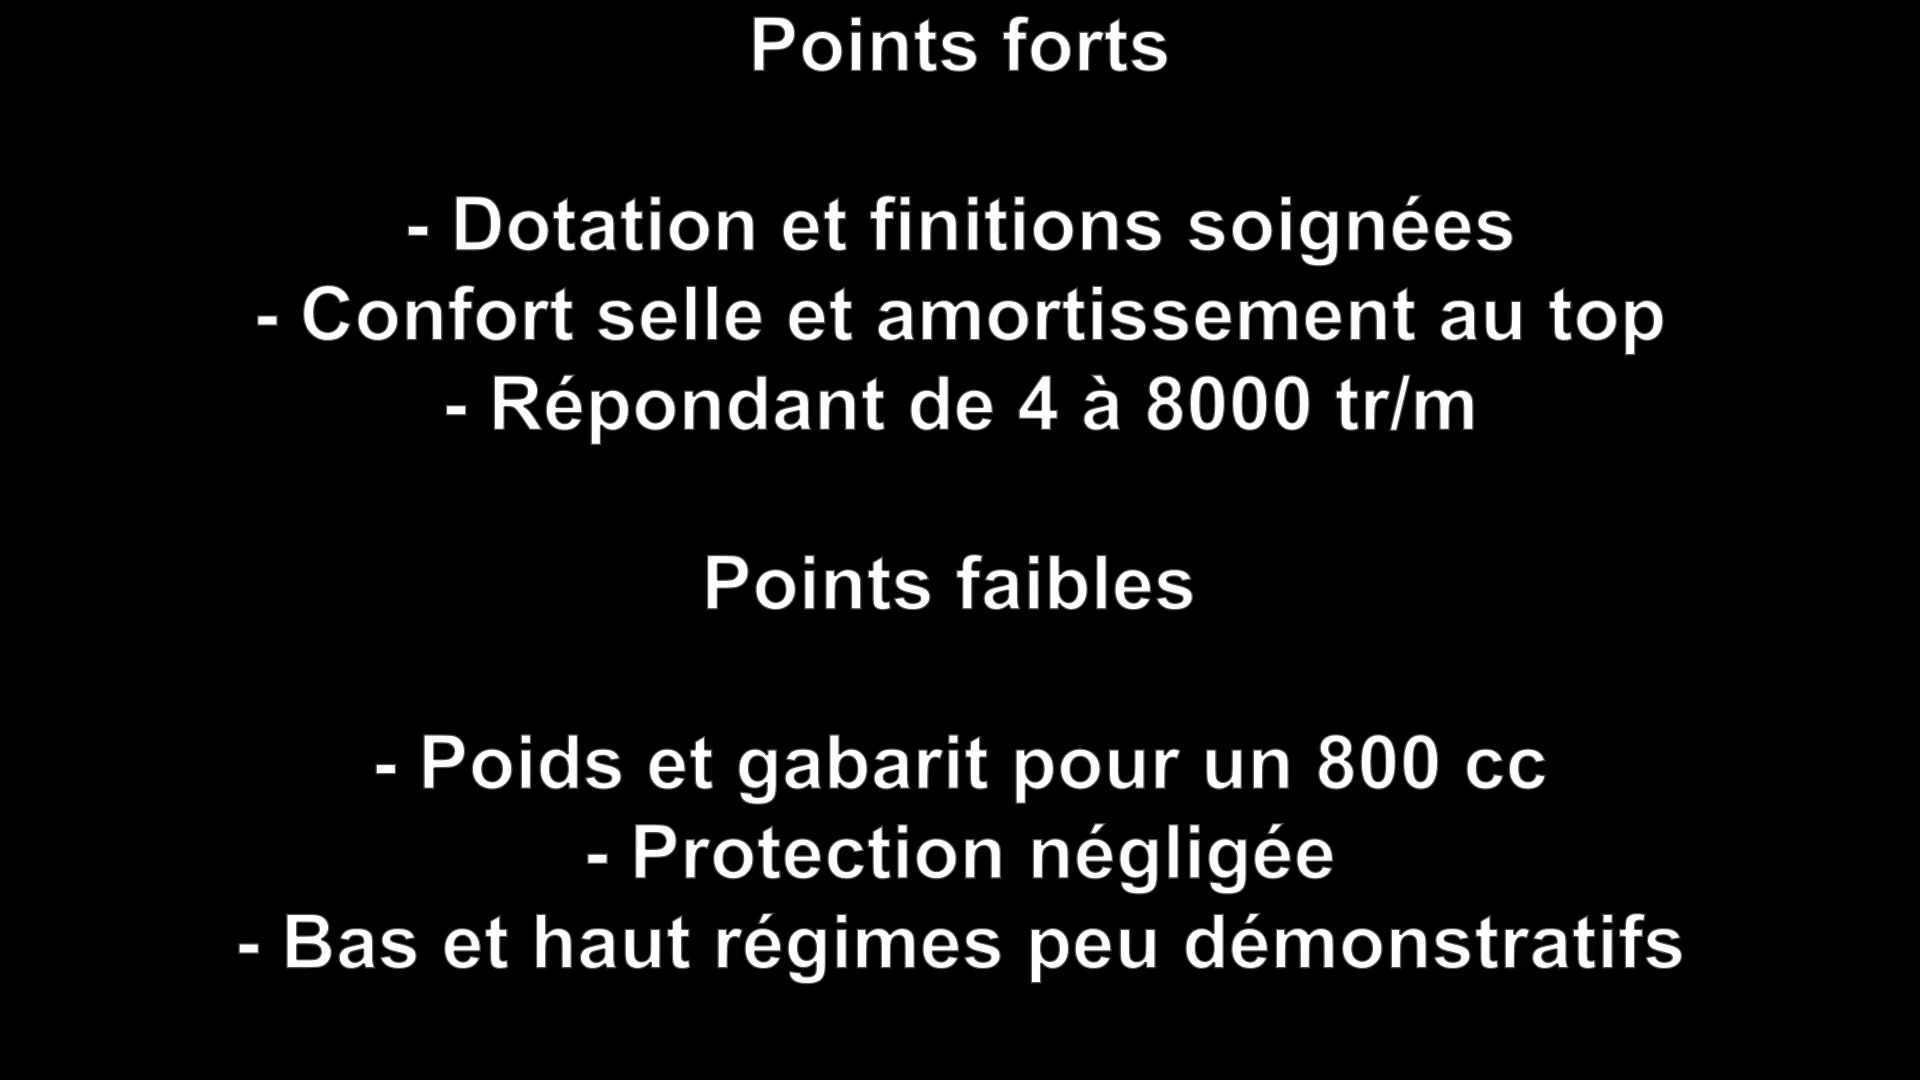 Points forts
- Dotation et finitions soignées
- Confort selle et amortissement au top
- Répondant de 4 à 8000 tr/m
Points faibles
- Poids et gabarit pour un 800 cc
- Protection négligée
- Bas et haut régimes peu démonstratifs